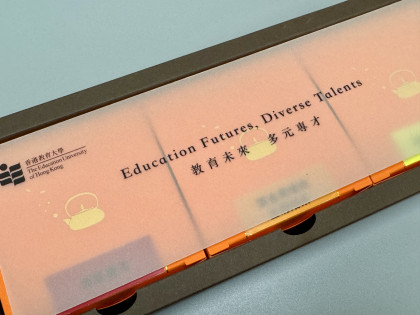 香港教育大學
The Education University
of Hong Kong
Education Futures, Diverse Talents
教育未來 多元專才